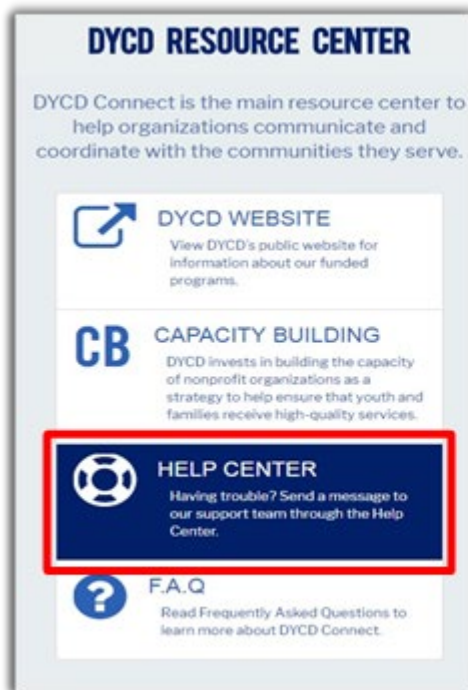 DYCD RESOURCE CENTER
DYCD Connect is the main resource center to
help organizations communicate and
coordinate with the communities they serve.
DYCD WEBSITE
View DYCD's public website for
information about our funded
programs.
CB
CAPACITY BUILDING
DYCD invests in building the capacity
of nonprofit organizations as a
strategy to help ensure that youth and
families receive high-quality services.
HELP CENTER
Having trouble? Send a message to
our support team through the Help
Center.
?
F.A.Q
Read Frequently Asked Questions to
learn more about DYCD Connect.